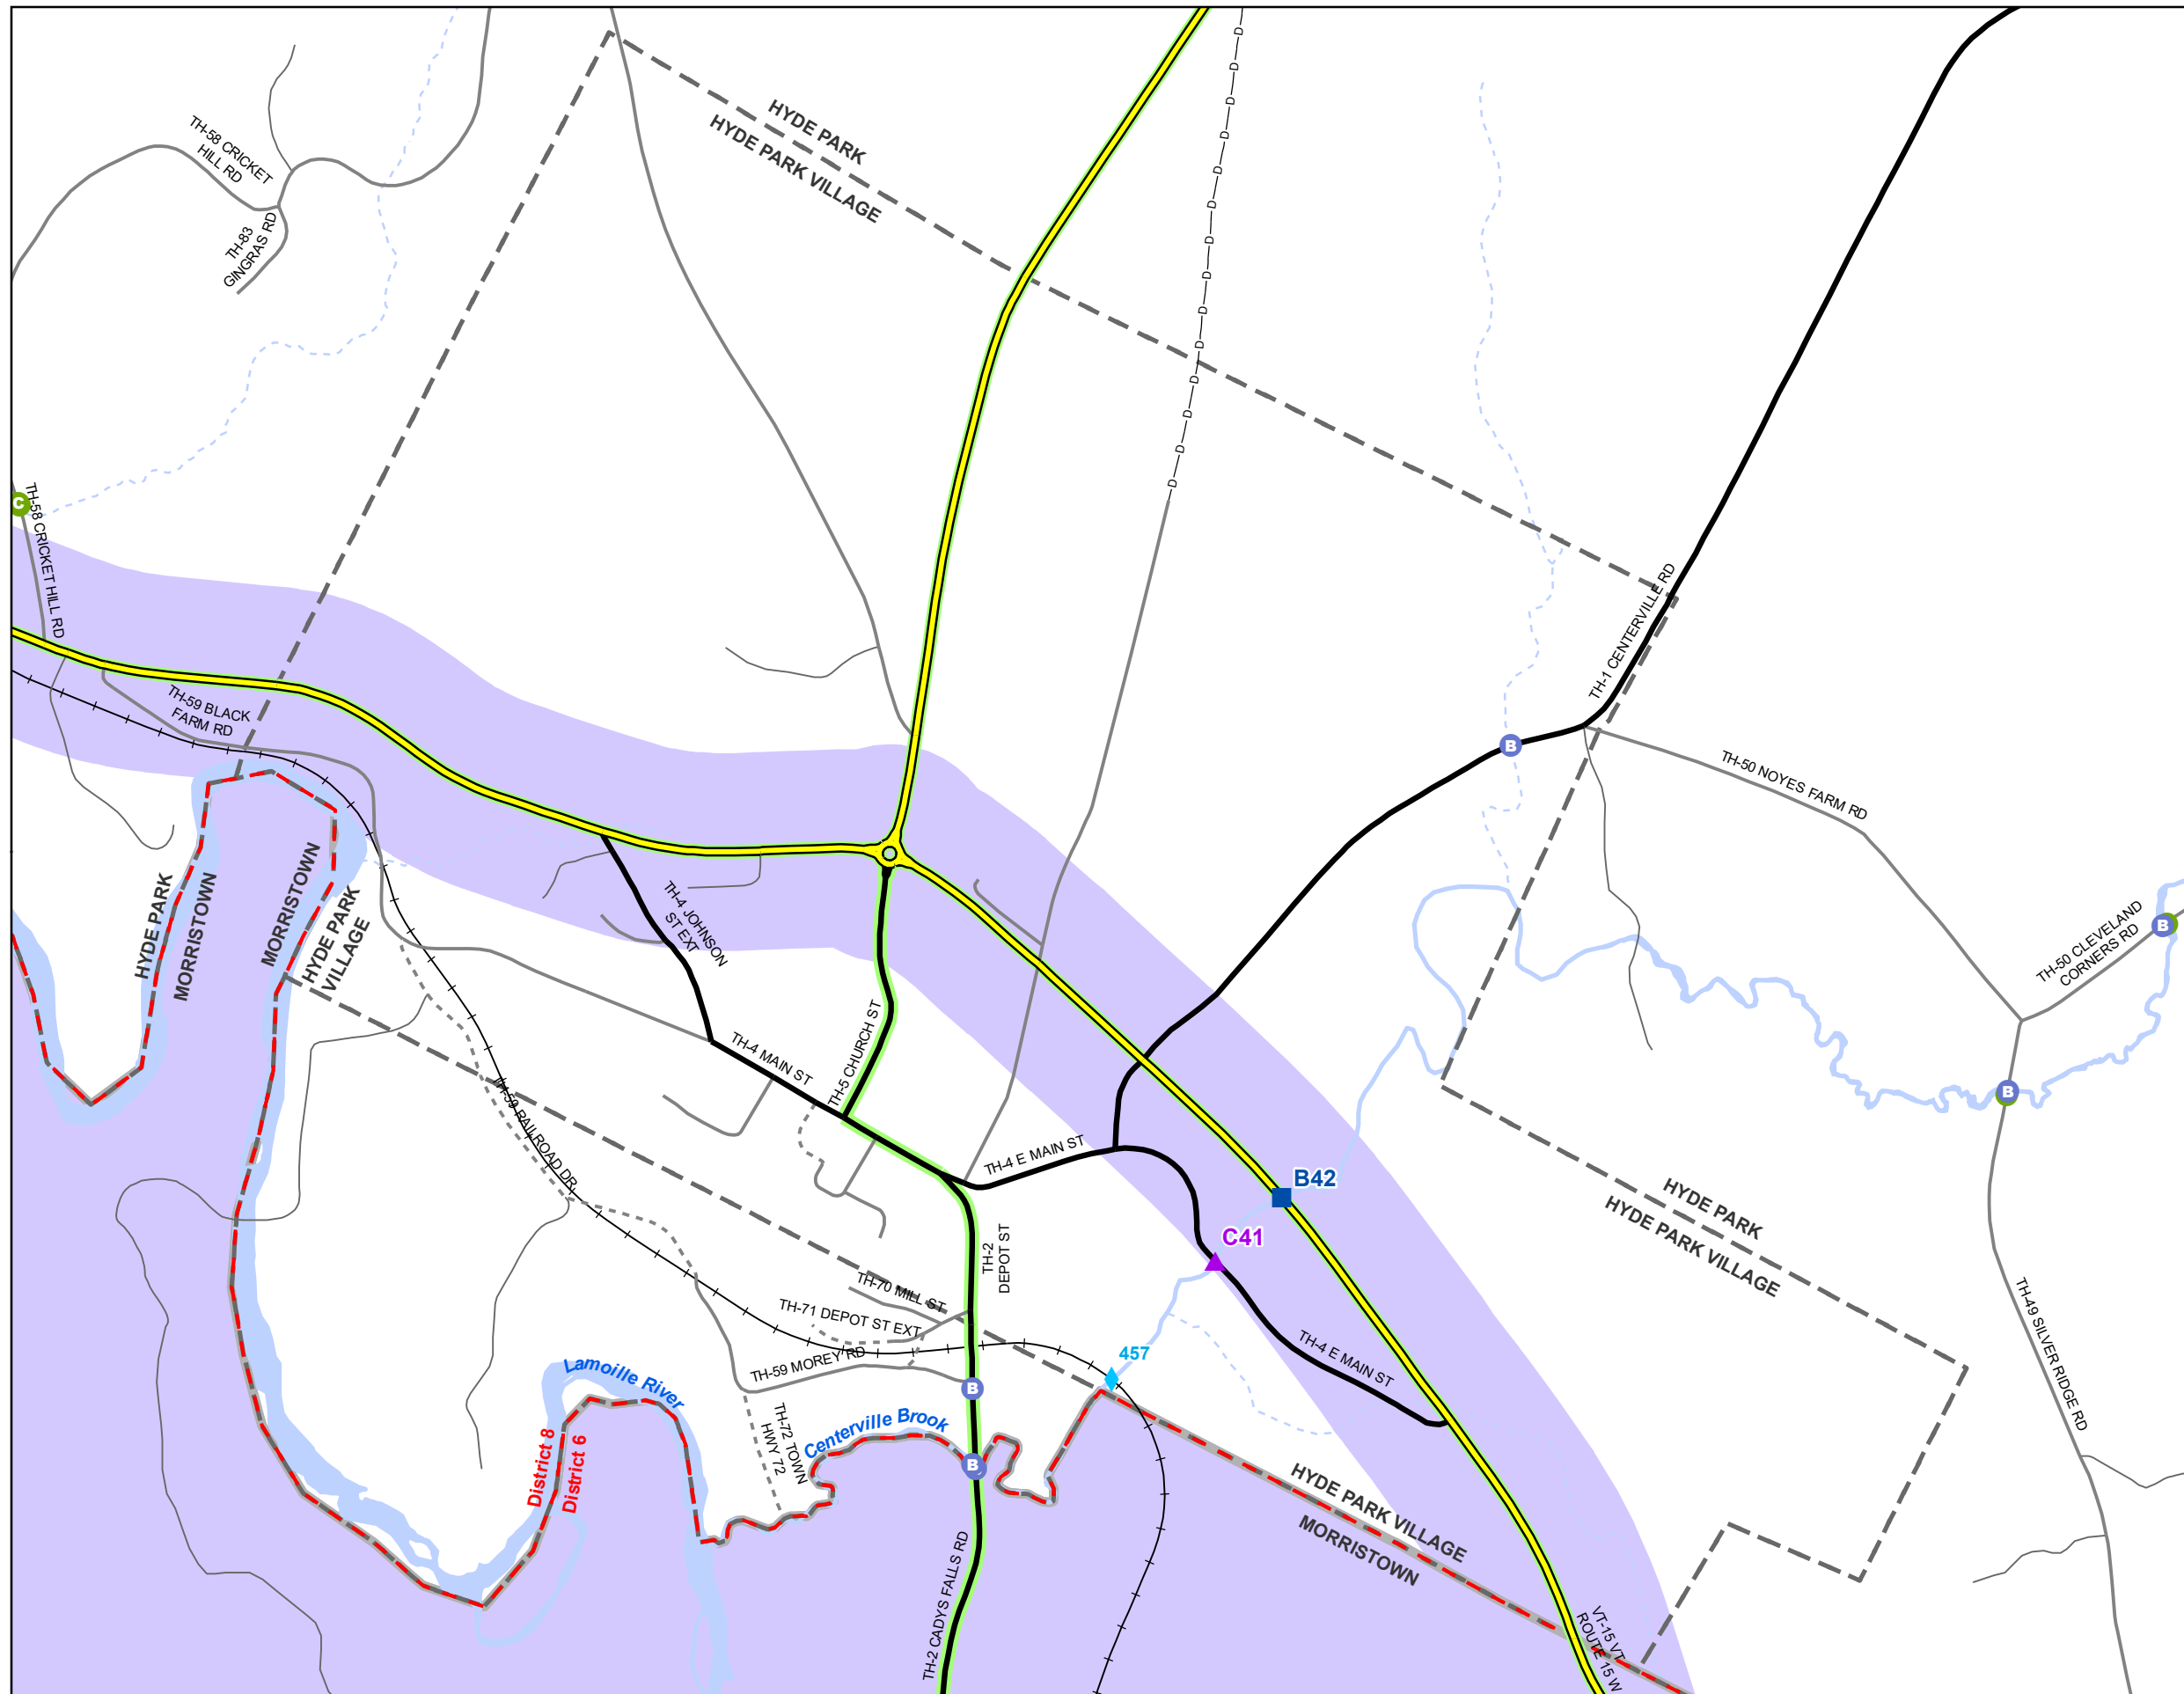 HYDE PARK
HYDE PARK VILLAGE
D D D D D D D D D D D D D D
TH-58 CRICKET
HILL RD
TH-83
GINGRAS RD
C
TH-58 CRICKET HILL RD
TH-59 BLACK
FARM RD
TH-1 CENTERVILLE RD
B
TH-50 NOYES FARM RD
TH-50 CLEVELAND
CORNERS RD
B
B
HYDE PARK
MORRISTOWN
MORRISTOWN
HYDE PARK
VILLAGE
TH-4 JOHNSON
ST EXT
TH-4 MAIN ST
TH-5 CHURCH ST
TH-59 RAILROAD DR
TH-4 E MAIN ST
B42
C41
HYDE PARK
HYDE PARK VILLAGE
TH-2
DEPOT ST
TH-70 MILL ST
TH-71 DEPOT ST EXT
TH-59 MOREY RD
457
TH-4 E MAIN ST
TH-49 SILVER RIDGE RD
B
Lamoille River
Centerville Brook
TH-72 TOWN
HWY 72
District 8
District 6
B
HYDE PARK VILLAGE
MORRISTOWN
TH-2 CADYS FALLS RD
VT-15 VT
ROUTE 15 W